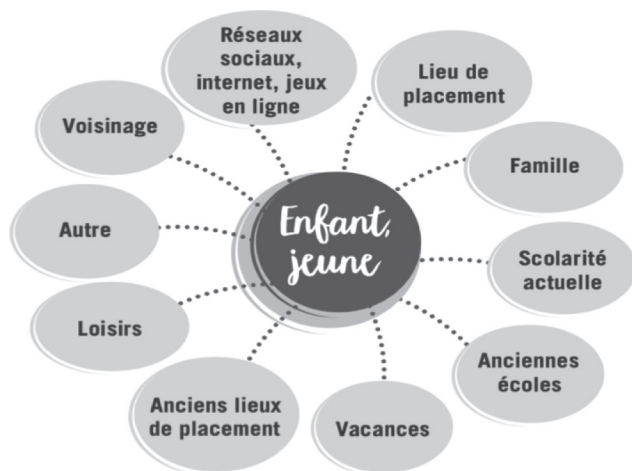 Réseaux
sociaux,
internet, jeux
en ligne
Lieu de
placement
Voisinage
Famille
Enfant,
jeune
Autre
Scolarité
actuelle
Loisirs
Anciennes
écoles
Anciens lieux
de placement
Vacances